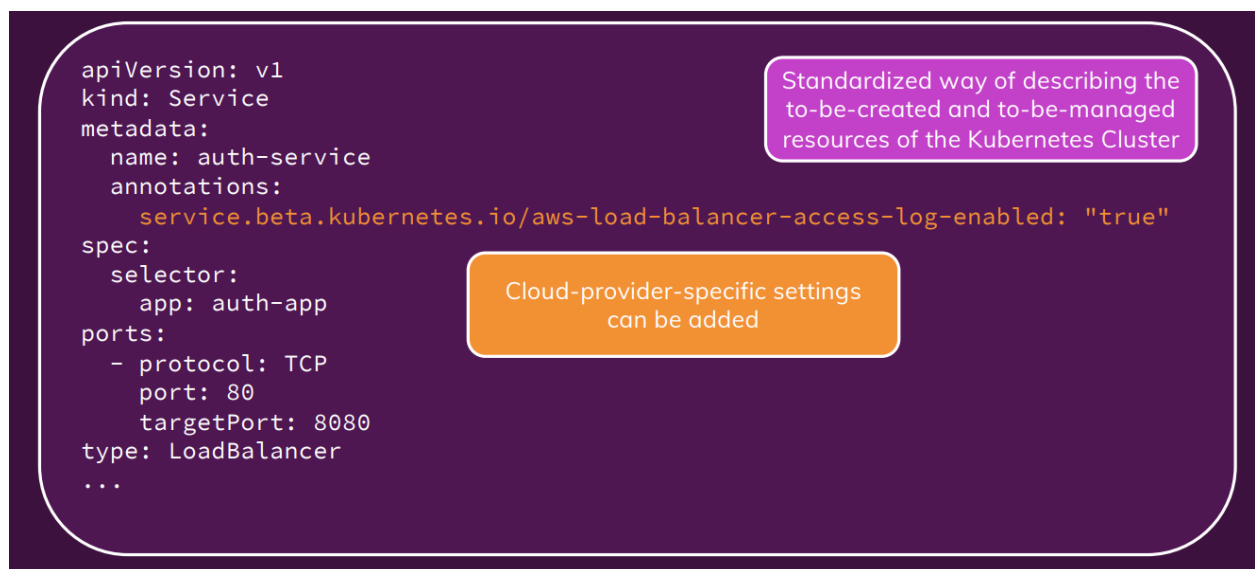 apiVersion: v1
kind: Service
metadata:
  name: auth-service
  annotations:
    service.beta.kubernetes.io/aws-load-balancer-access-log-enabled: "true"
spec:
  selector:
    app: auth-app
ports:
  - protocol: TCP
    port: 80
    targetPort: 8080
type: LoadBalancer
...
Standardized way of describing the
to-be-created and to-be-managed
resources of the Kubernetes Cluster
Cloud-provider-specific settings
can be added